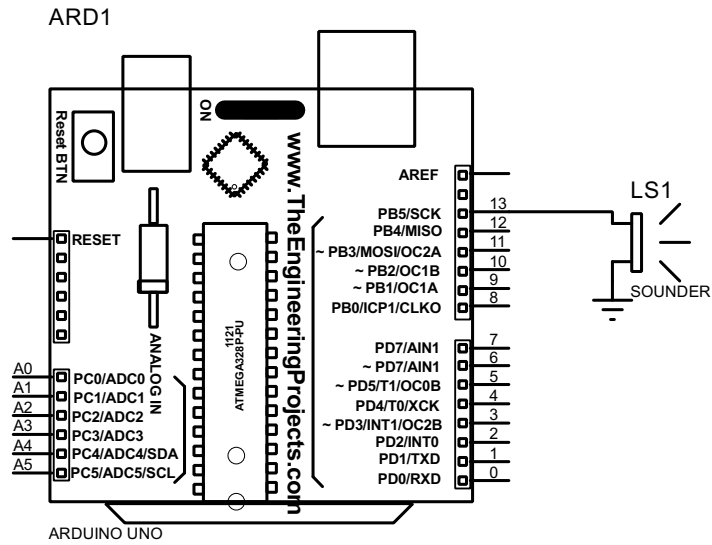 ARD1
ON
Reset BTN
www.TheEngineeringProjects.com
RESET
ANALOG IN
1121
ATMEGA328P-PU
A0 PC0/ADC0
A1 PC1/ADC1
A2 PC2/ADC2
A3 PC3/ADC3
A4 PC4/ADC4/SDA
A5 PC5/ADC5/SCL
AREF
PB5/SCK 13
PB4/MISO 12
~ PB3/MOSI/OC2A 11
~ PB2/OC1B 10
~ PB1/OC1A 9
PB0/ICP1/CLKO 8
PD7/AIN1 7
~ PD7/AIN1 6
~ PD5/T1/OC0B 5
PD4/T0/XCK 4
~ PD3/INT1/OC2B 3
PD2/INT0 2
PD1/TXD 1
PD0/RXD 0
LS1
SOUNDER
ARDUINO UNO